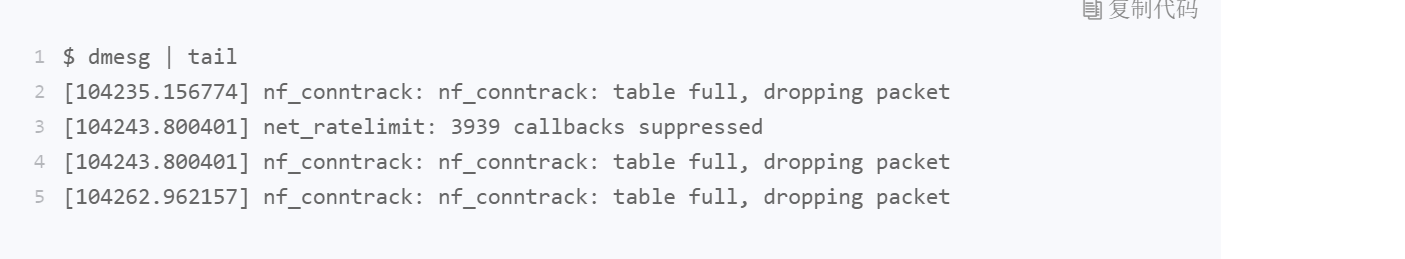 复制代码
1 $ dmesg | tail
2 [104235.156774] nf_conntrack: nf_conntrack: table full, dropping packet
3 [104243.800401] net_ratelimit: 3939 callbacks suppressed
4 [104243.800401] nf_conntrack: nf_conntrack: table full, dropping packet
5 [104262.962157] nf_conntrack: nf_conntrack: table full, dropping packet